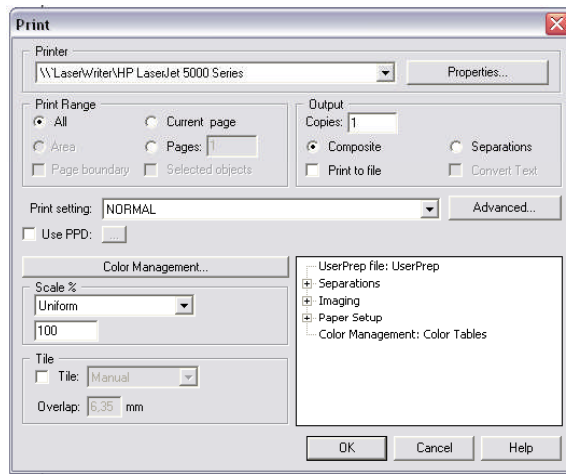 Print
Printer
\\`LaserWriter\HP LaserJet 5000 Series
Properties...
Print Range
All
Current page
Area
Pages: 1
Page boundary
Selected objects
Output
Copies: 1
Composite
Separations
Print to file
Convert Text
Print setting: NORMAL
Advanced...
Use PPD: ...
Color Management...
Scale %
Uniform
100
Tile
Tile: Manual
Overlap: 6,35 mm
UserPrep file: UserPrep
Separations
Imaging
Paper Setup
Color Management: Color Tables
OK
Cancel
Help